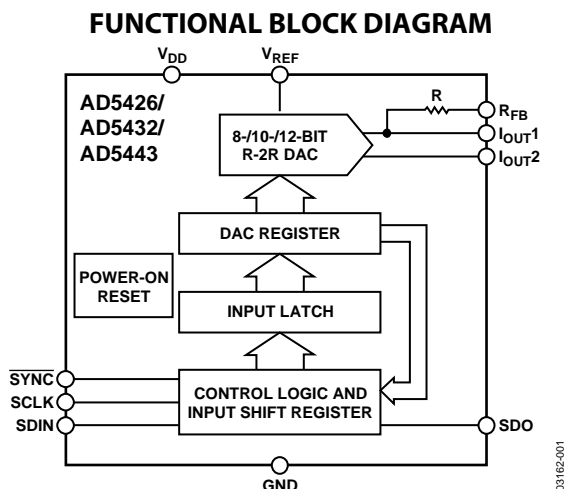 FUNCTIONAL BLOCK DIAGRAM
VDD
VREF
AD5426/
AD5432/
AD5443
R
RFB
8-/10-/12-BIT
R-2R DAC
IOUT1
IOUT2
DAC REGISTER
POWER-ON
RESET
INPUT LATCH
SYNC
SCLK
SDIN
CONTROL LOGIC AND
INPUT SHIFT REGISTER
SDO
GND
03162-001